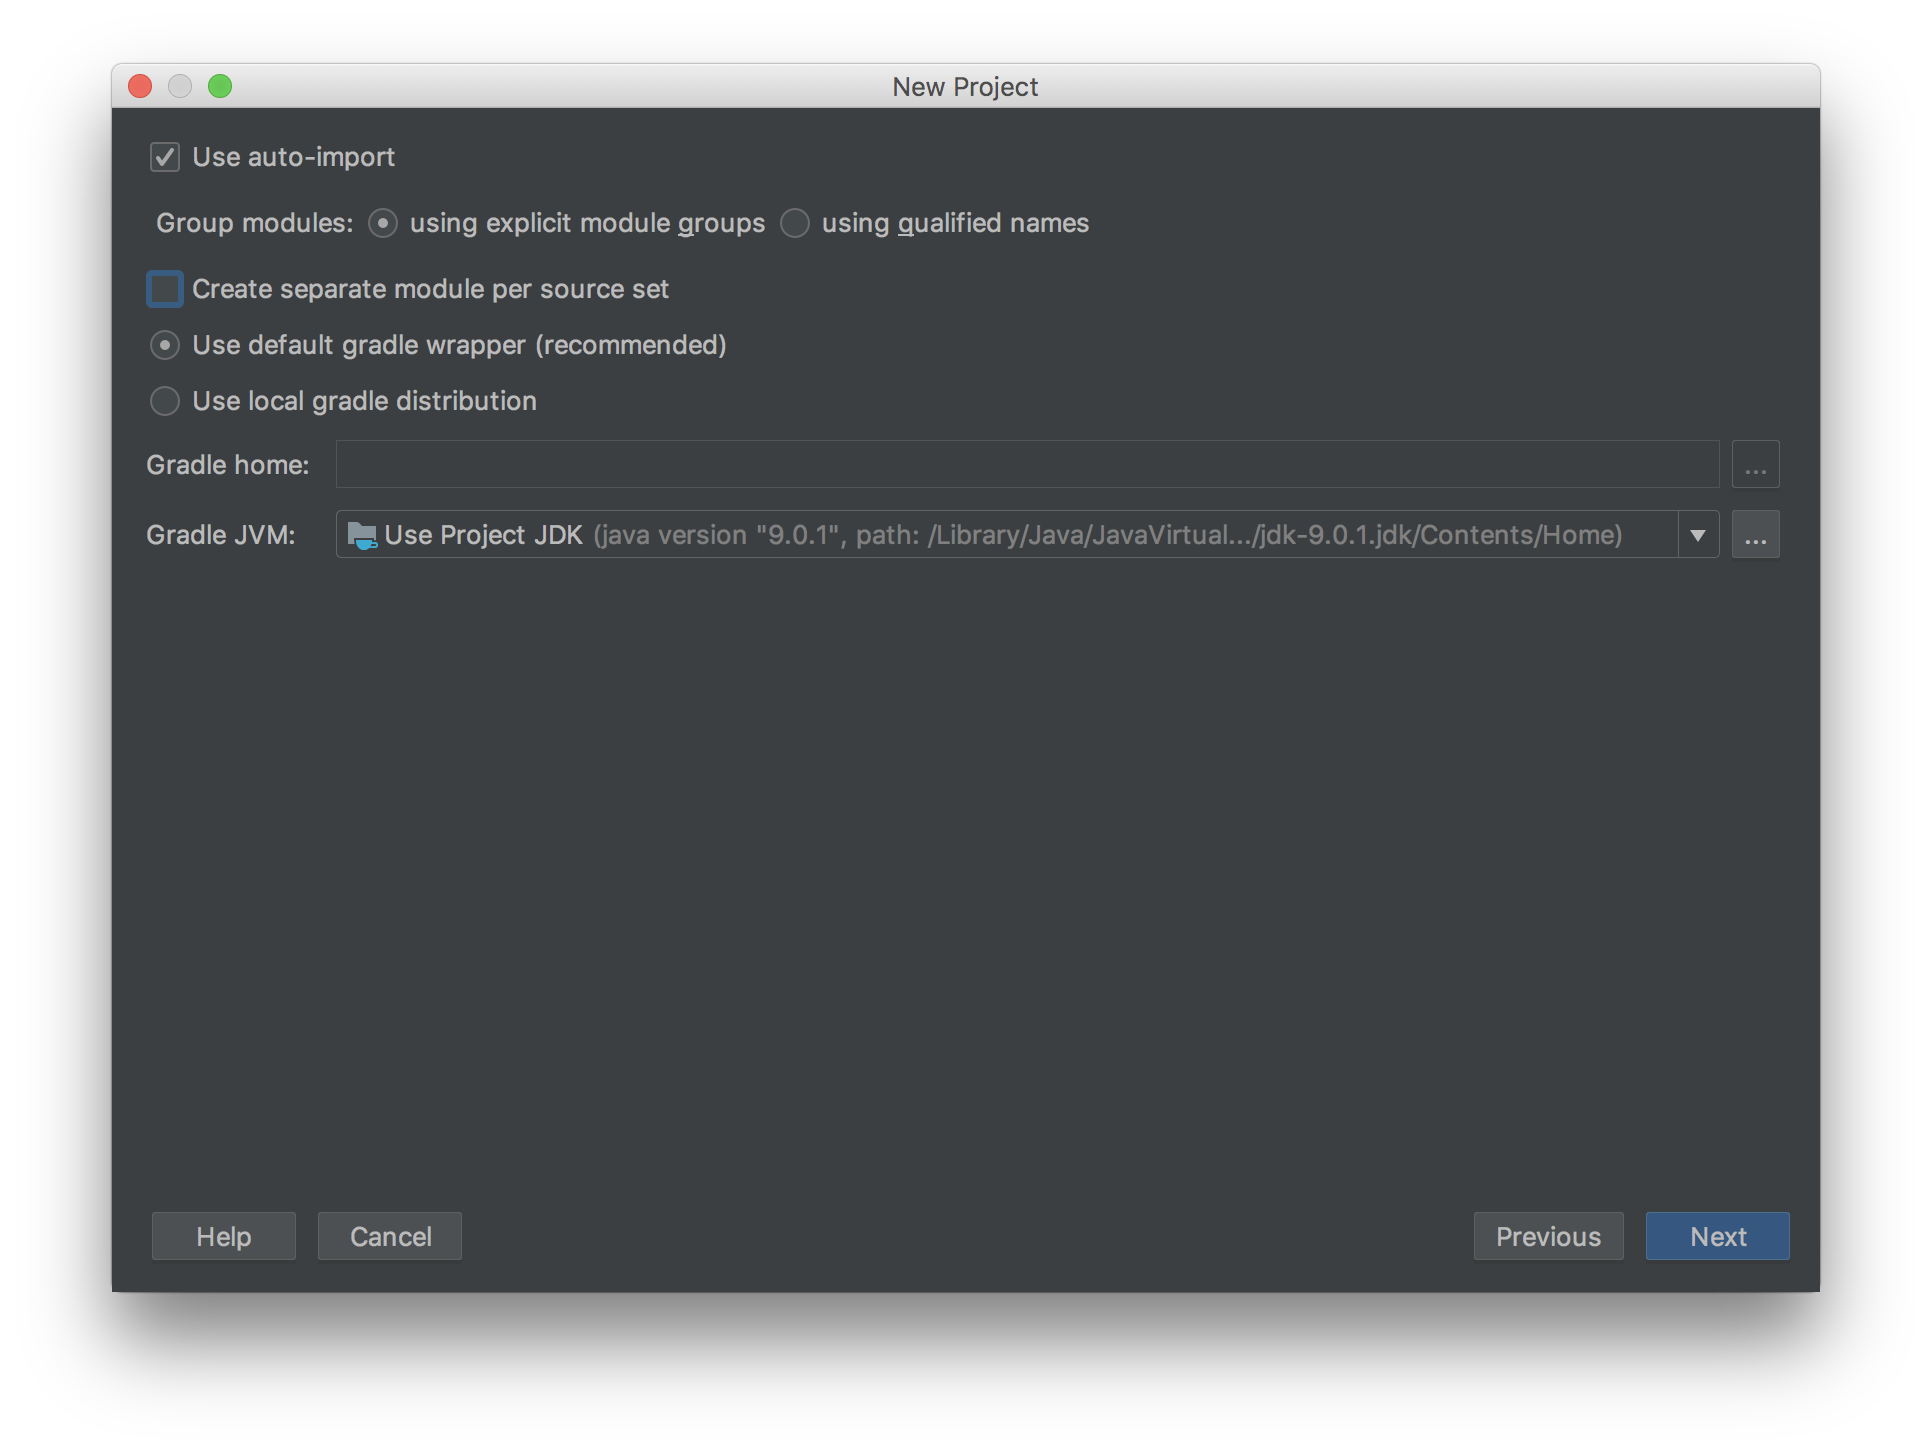 New Project
Use auto-import
Group modules: using explicit module groups using qualified names
Create separate module per source set
Use default gradle wrapper (recommended)
Use local gradle distribution
Gradle home: ...
Gradle JVM: Use Project JDK (java version "9.0.1", path: /Library/Java/JavaVirtual.../jdk-9.0.1.jdk/Contents/Home) ...
Help Cancel Previous Next